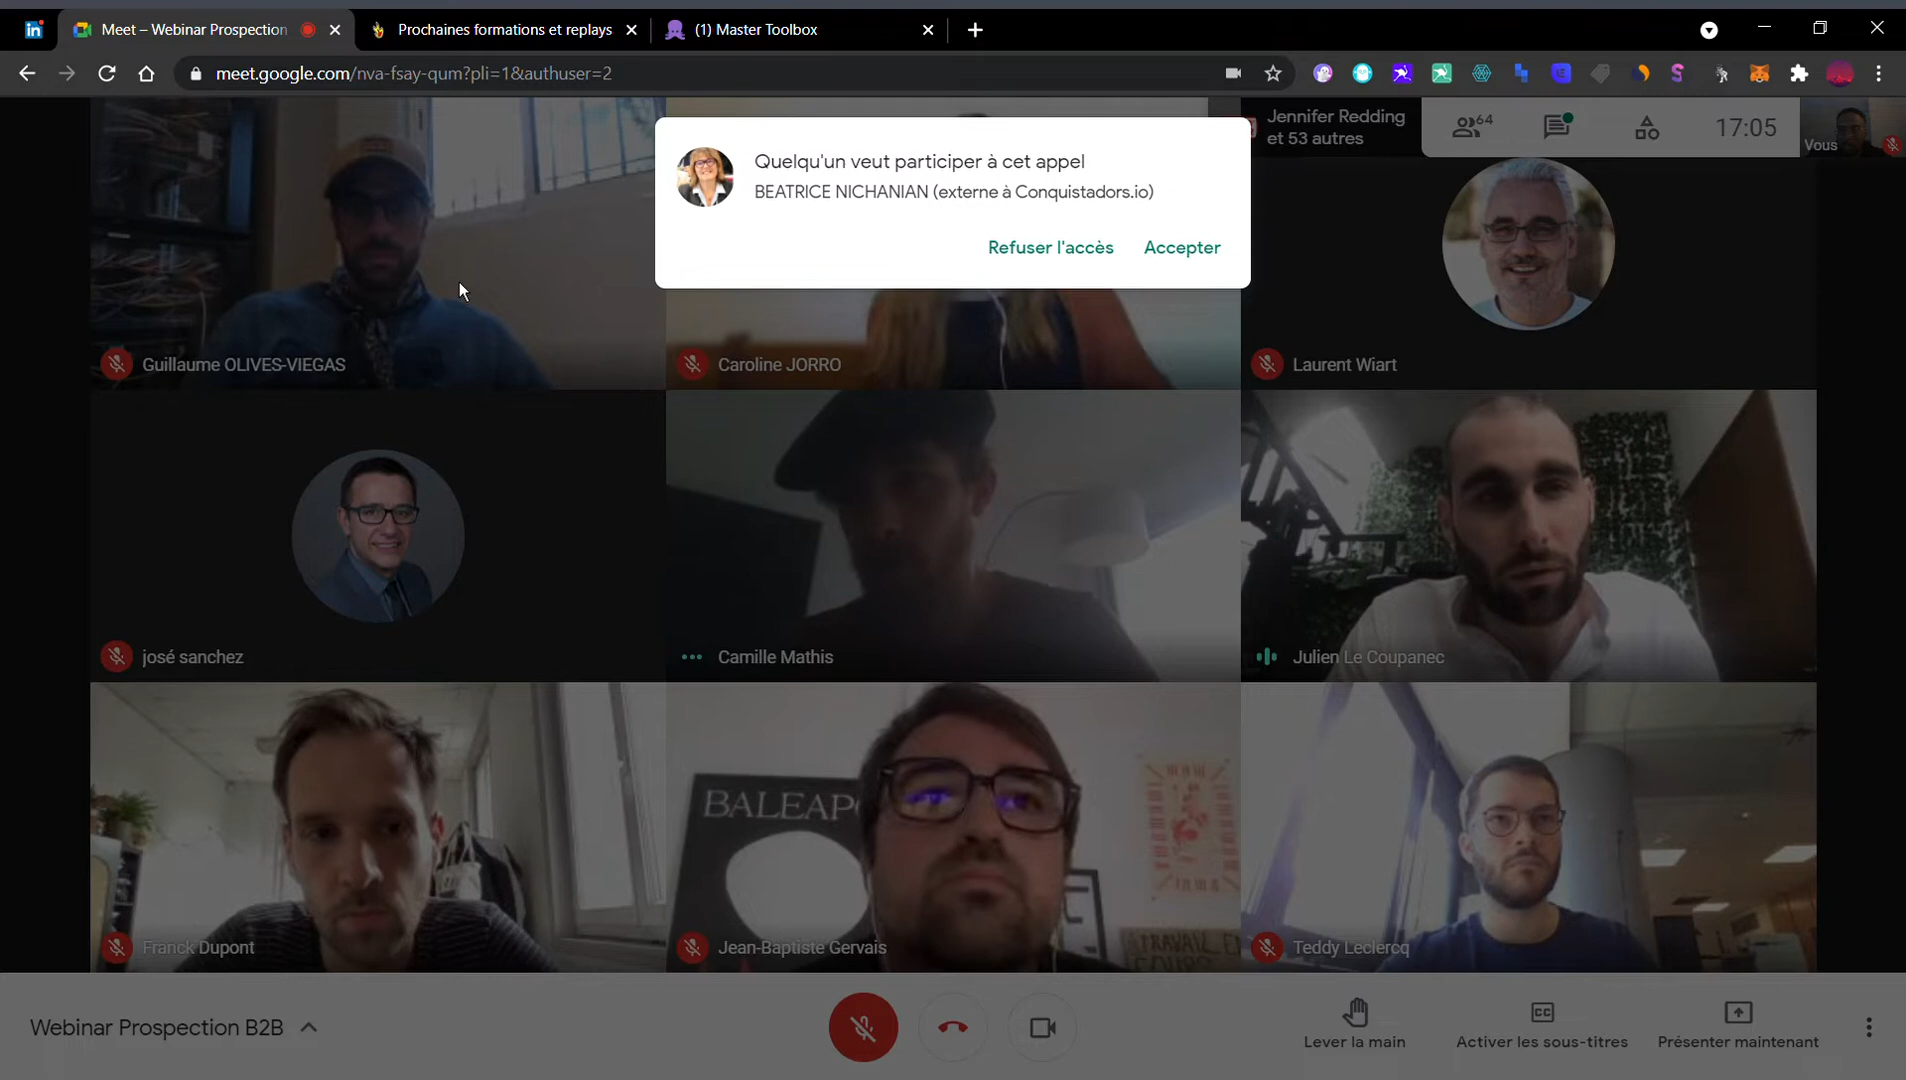 Meet – Webinar Prospection
Prochaines formations et replays
(1) Master Toolbox
meet.google.com/nva-fsay-qum?pli=1&authuser=2
Quelqu'un veut participer à cet appel
BEATRICE NICHANIAN (externe à Conquistadors.io)
Refuser l'accès Accepter
Jennifer Redding
et 53 autres
64
17:05
Vous
Guillaume OLIVES-VIEGAS
Caroline JORRO
Laurent Wiart
josé sanchez
Camille Mathis
Julien Le Coupanec
BALEAPO
TRAVAIL E
Franck Dupont
Jean-Baptiste Gervais
Teddy Leclercq
Webinar Prospection B2B
Lever la main
Activer les sous-titres
Présenter maintenant